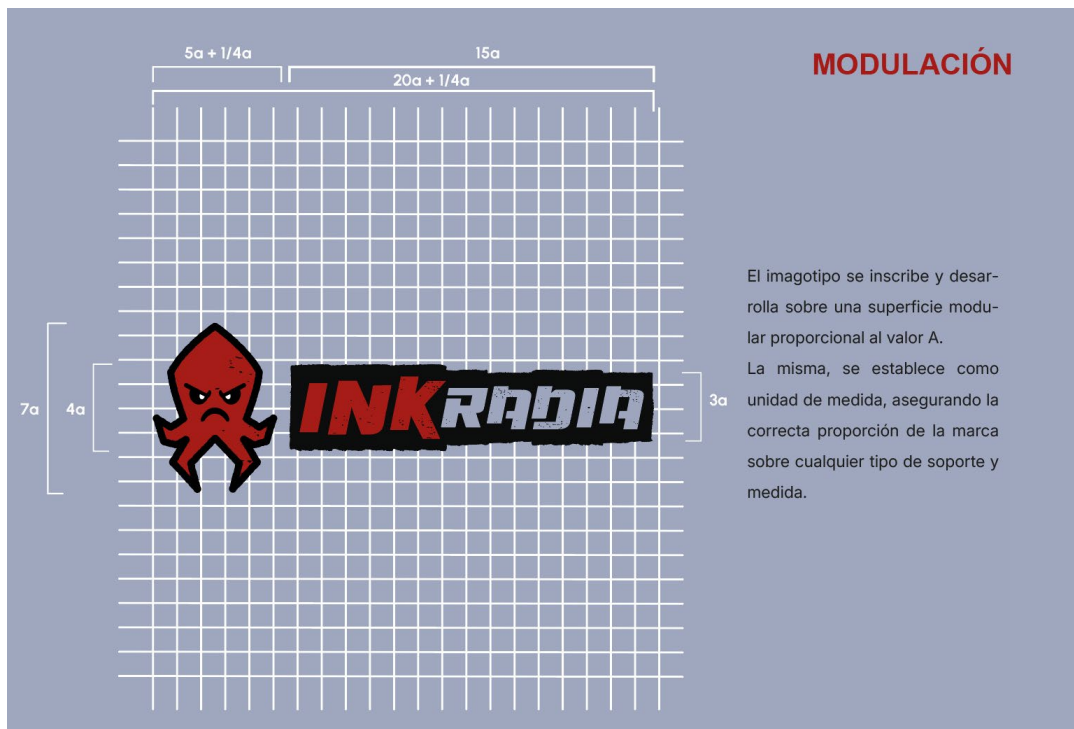 5a + 1/4a
15a
20a + 1/4a
MODULACIÓN
7a
4a
INKRADIA
3a
El imagotipo se inscribe y desar-
rolla sobre una superficie modu-
lar proporcional al valor A.
La misma, se establece como
unidad de medida, asegurando la
correcta proporción de la marca
sobre cualquier tipo de soporte y
medida.